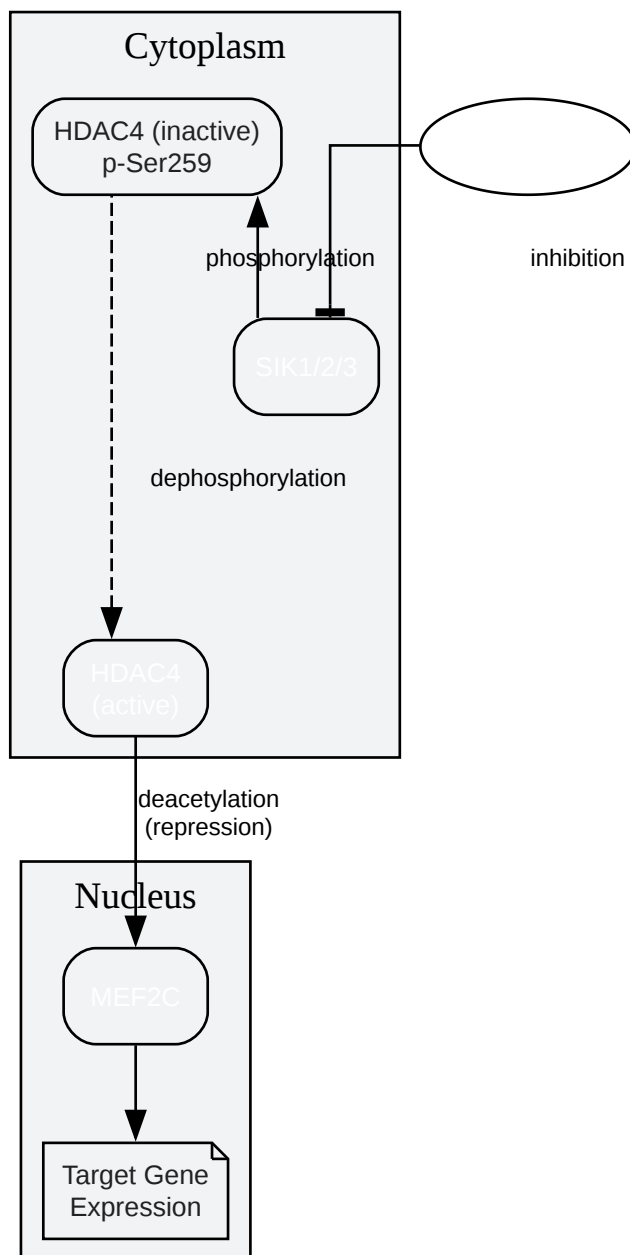 Cytoplasm
HDAC4 (inactive)
p-Ser259
phosphorylation
inhibition
SIK1/2/3
dephosphorylation
HDAC4
(active)
deacetylation
(repression)
Nucleus
MEF2C
Target Gene
Expression